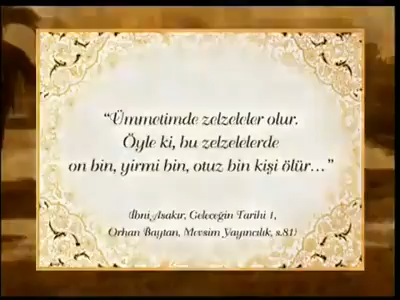 “Ümmetimde zelzeleler olur.
Öyle ki, bu zelzelelerde
on bin, yirmi bin, otuz bin kişi ölür...”
(İbni Asakır, Geleceğin Tarihi 1,
Orhan Baytan, Mevsim Yayıncılık, s.81)